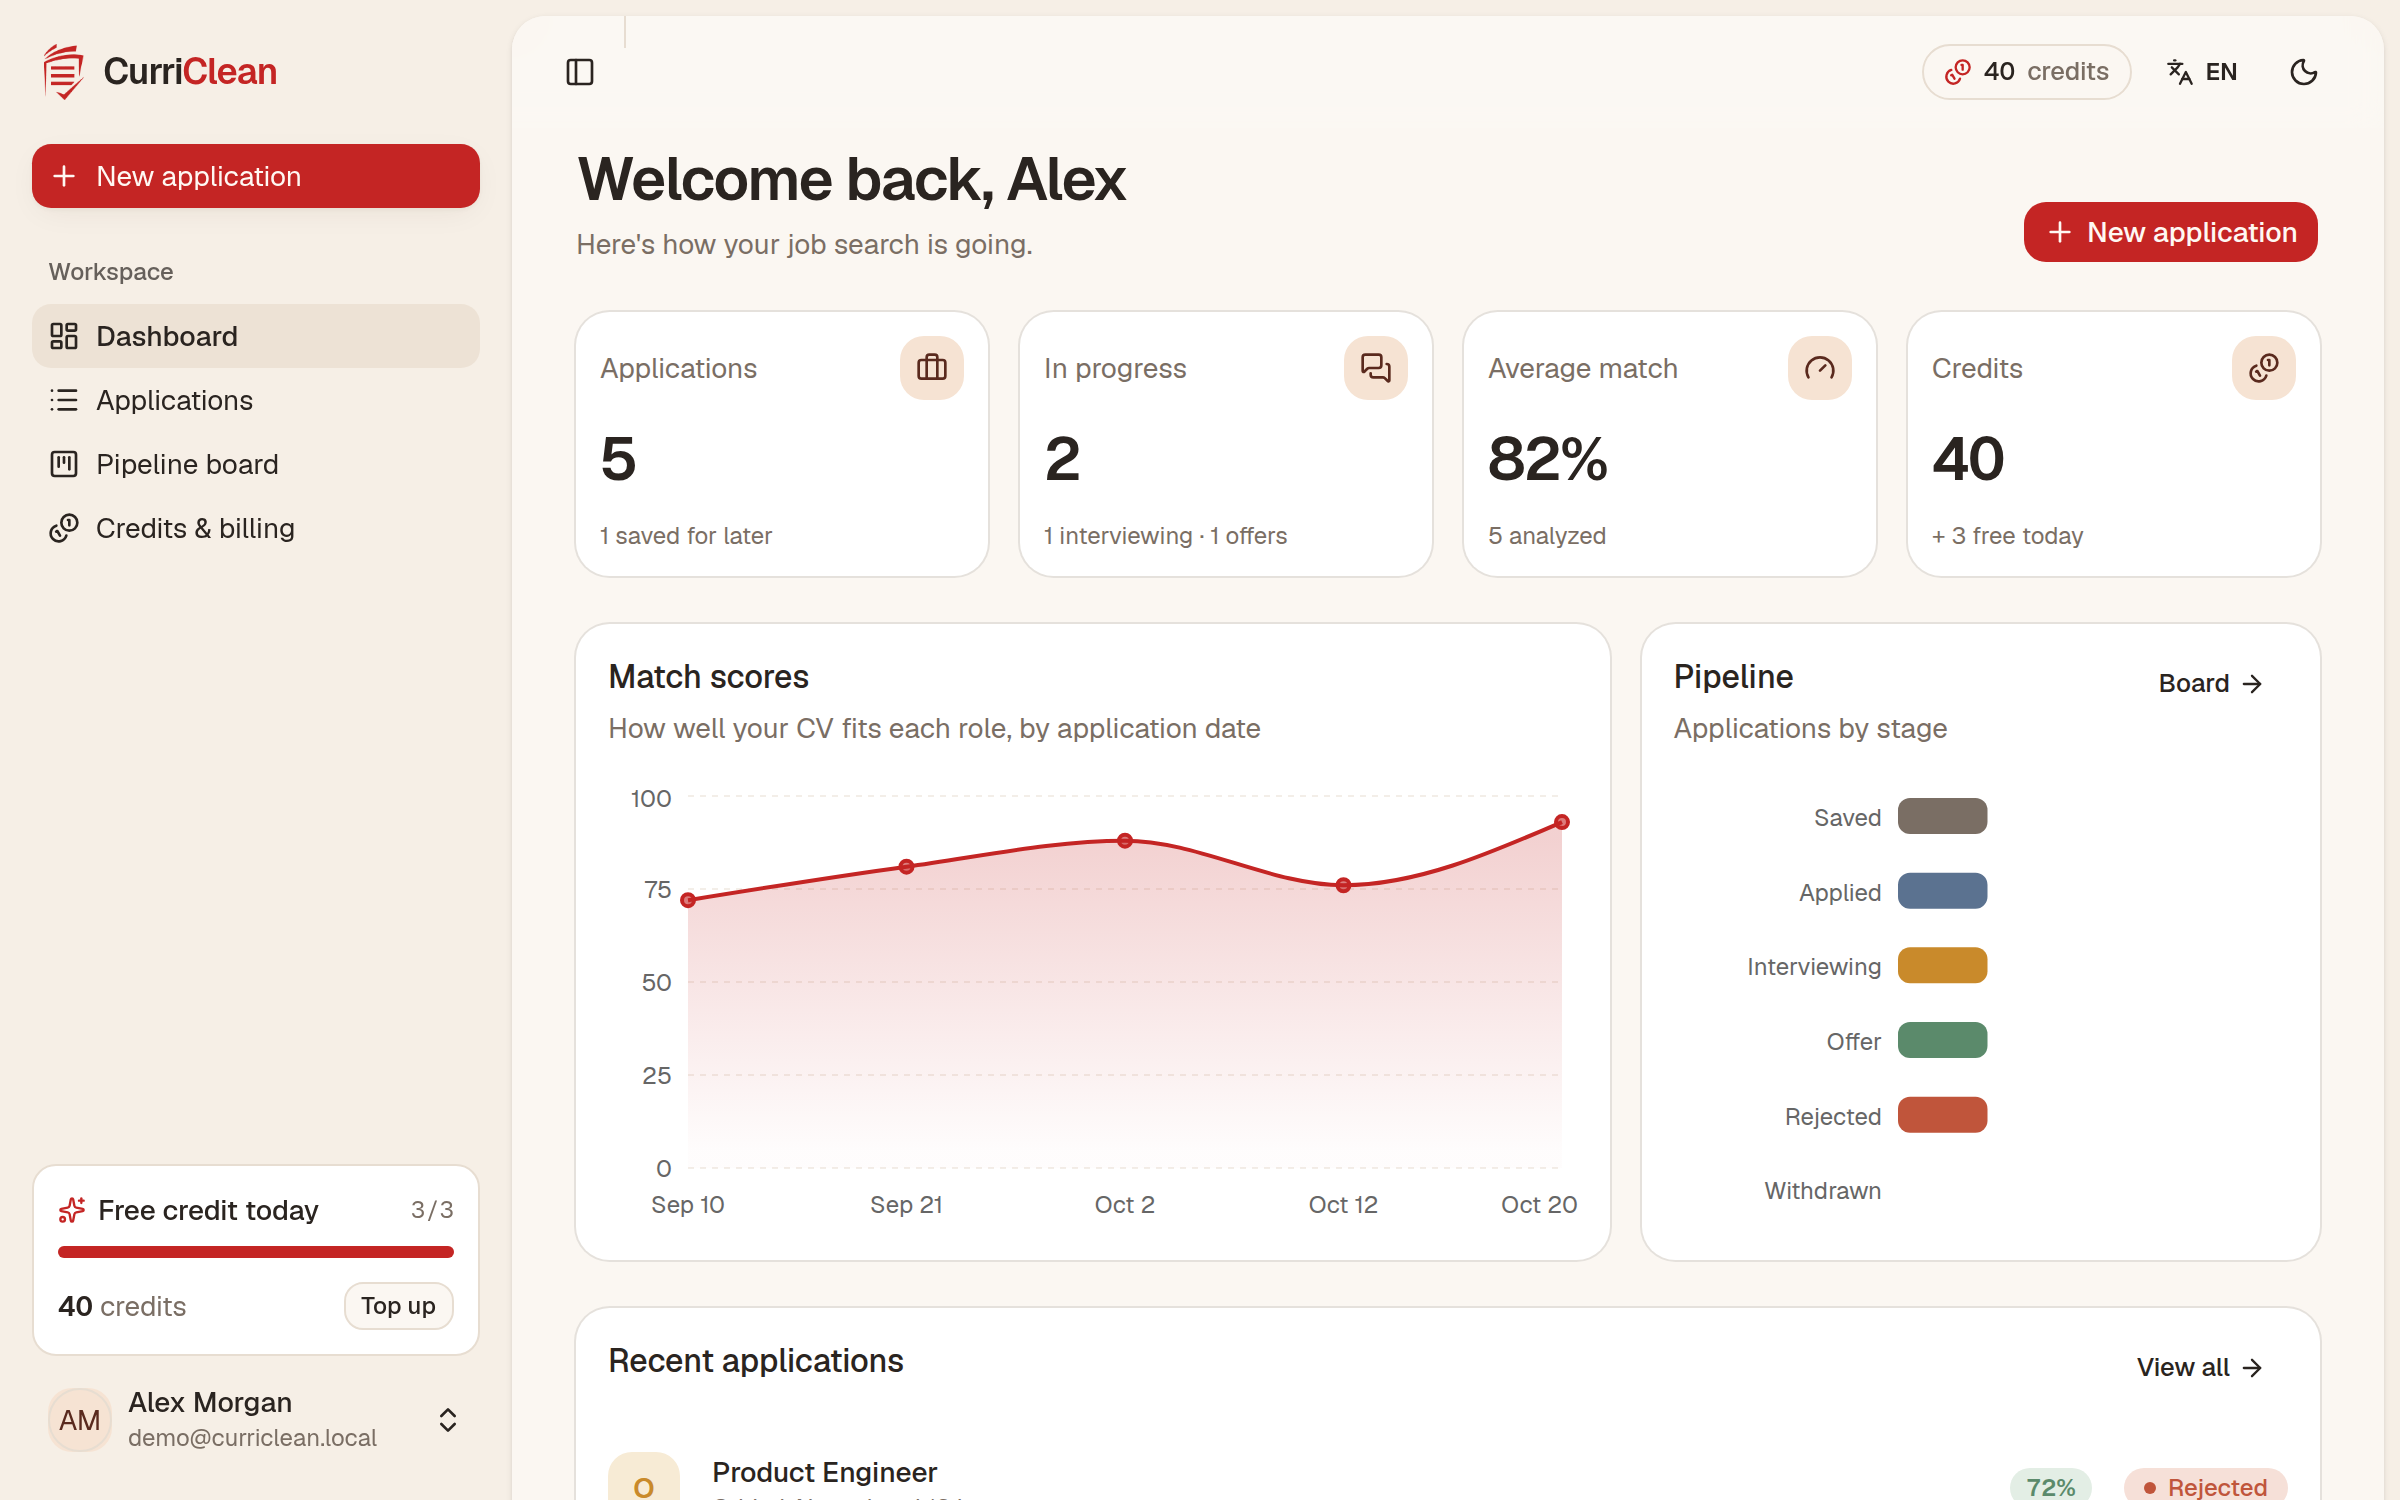 CurriClean
New application
Workspace
Dashboard
Applications
Pipeline board
Credits & billing
Free credit today
3/3
40 credits
Top up
AM
Alex Morgan
demo@curriclean.local
40 credits
EN
Welcome back, Alex
Here's how your job search is going.
New application
Applications
5
1 saved for later
In progress
2
1 interviewing · 1 offers
Average match
82%
5 analyzed
Credits
40
+ 3 free today
Match scores
How well your CV fits each role, by application date
100
75
50
25
0
Sep 10
Sep 21
Oct 2
Oct 12
Oct 20
Pipeline
Board
Applications by stage
Saved
Applied
Interviewing
Offer
Rejected
Withdrawn
Recent applications
View all
O
Product Engineer
72%
Rejected